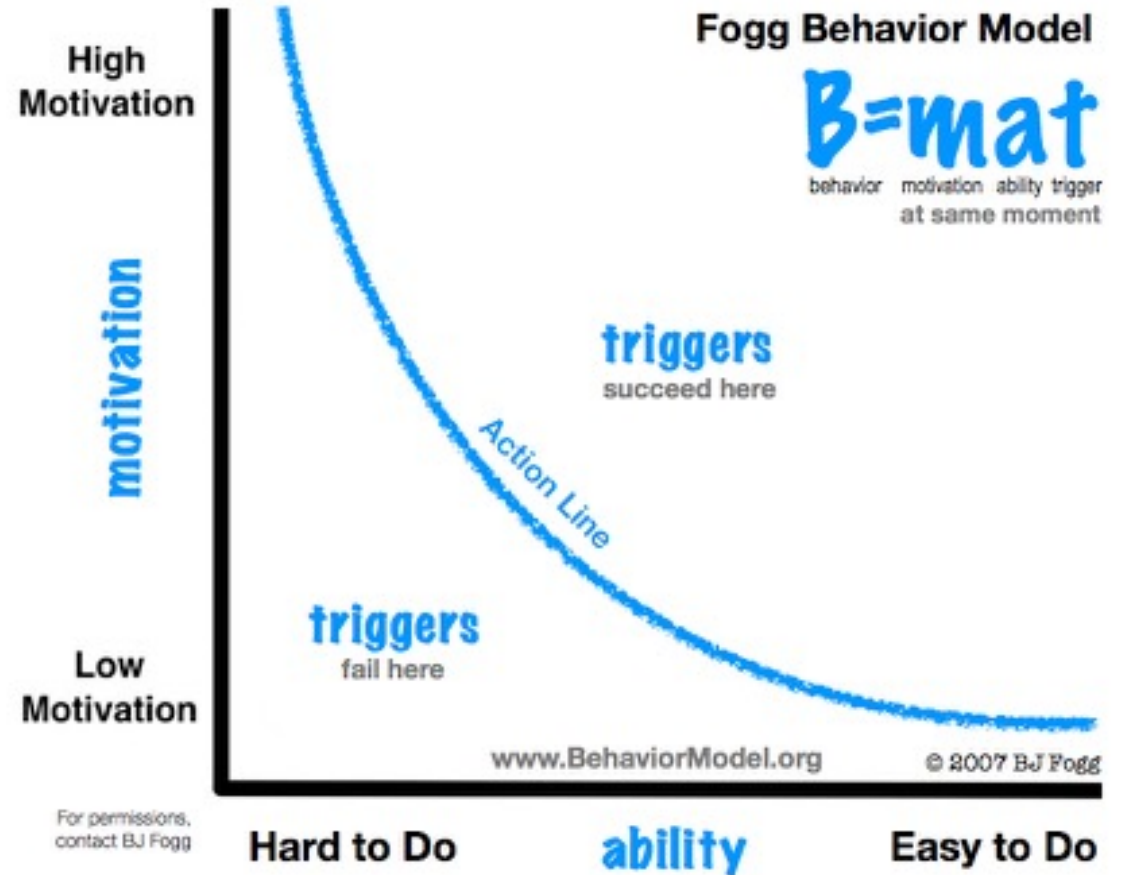 Fogg Behavior Model
B=mat
behavior motivation ability trigger
at same moment
High
Motivation
motivation
triggers
succeed here
Action Line
triggers
fail here
Low
Motivation
www.BehaviorModel.org
© 2007 BJ Fogg
For permissions,
contact BJ Fogg
Hard to Do
ability
Easy to Do